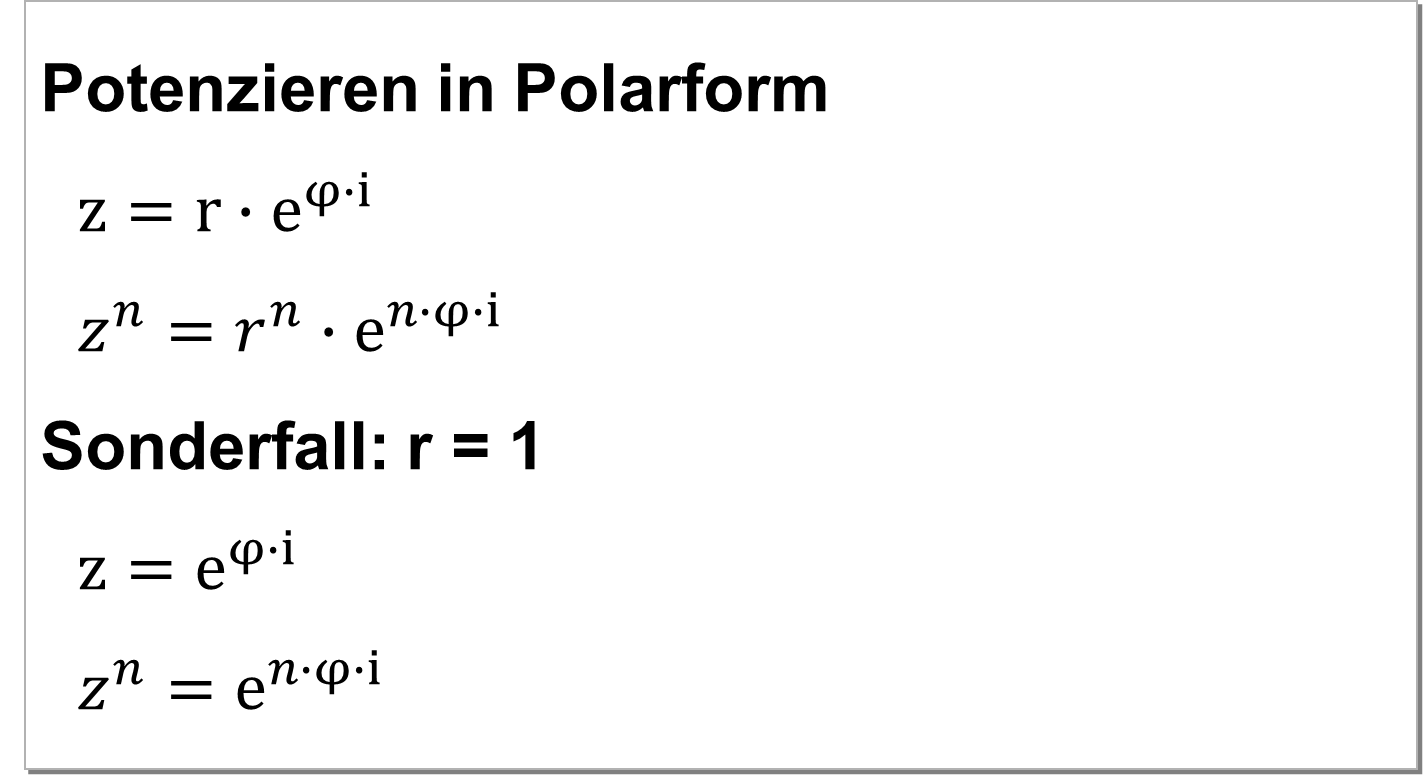 Potenzieren in Polarform
z = r · e^{φ·i}
z^n = r^n · e^{n·φ·i}
Sonderfall: r = 1
z = e^{φ·i}
z^n = e^{n·φ·i}